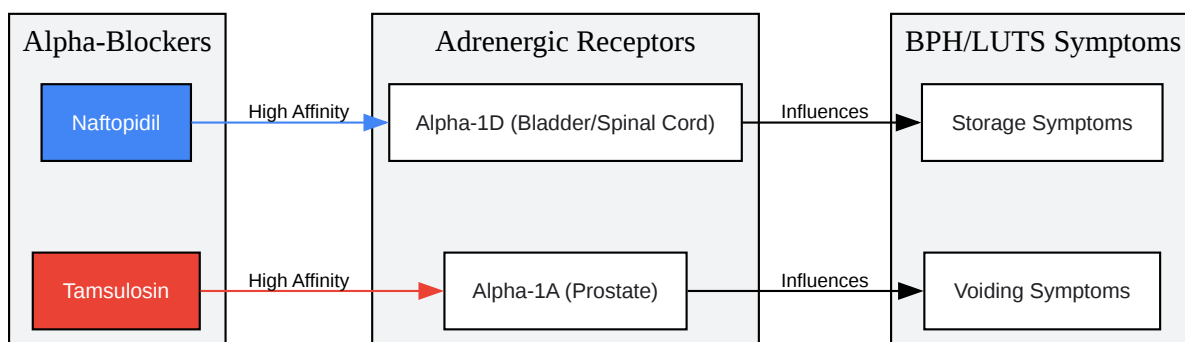 Alpha-Blockers
Adrenergic Receptors
BPH/LUTS Symptoms
Naftopidil
High Affinity
Alpha-1D (Bladder/Spinal Cord)
Influences
Storage Symptoms
Tamsulosin
High Affinity
Alpha-1A (Prostate)
Influences
Voiding Symptoms